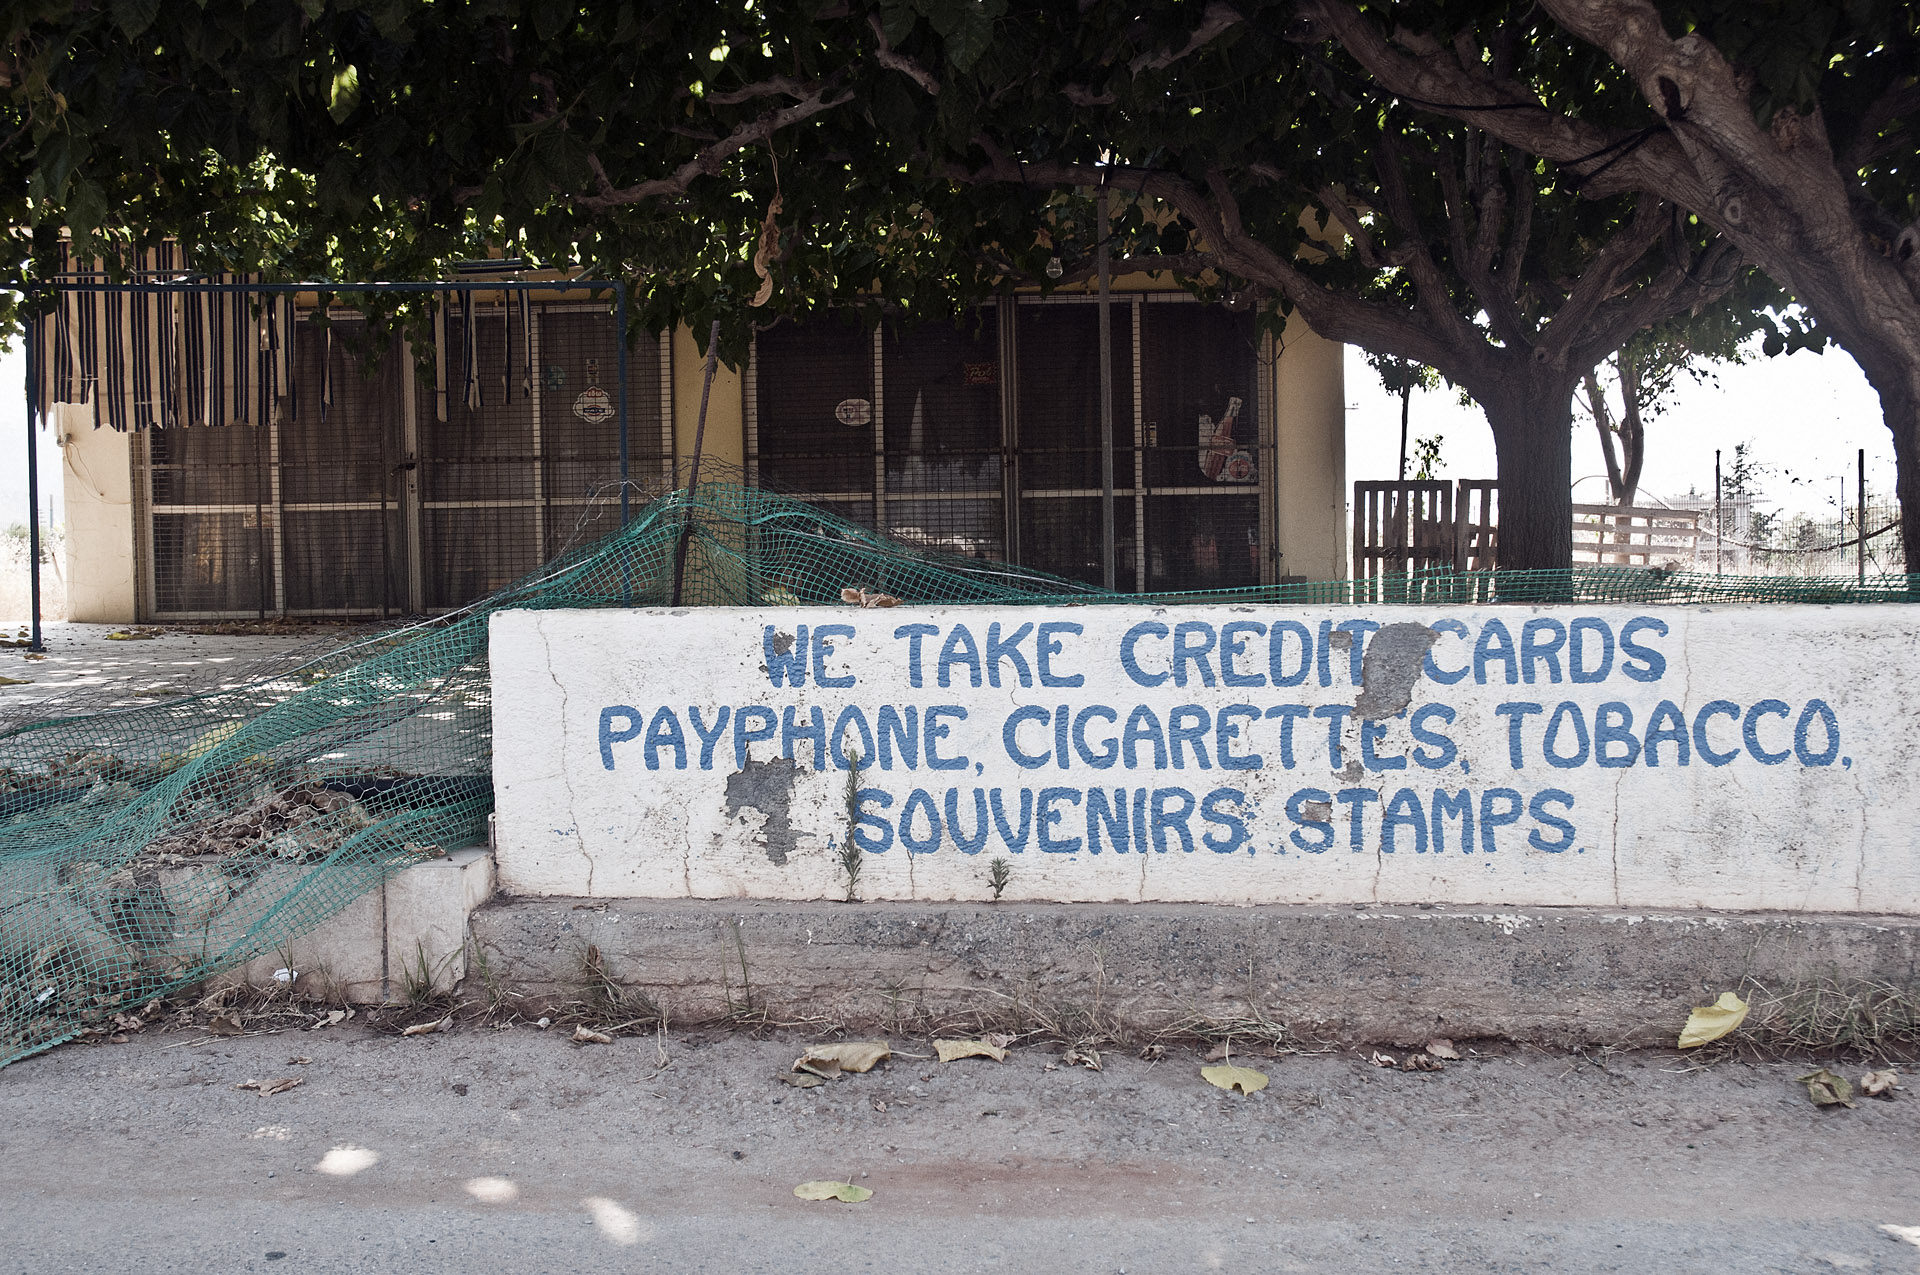 WE TAKE CREDIT CARDS
PAYPHONE, CIGARETTES, TOBACCO,
SOUVENIRS, STAMPS.